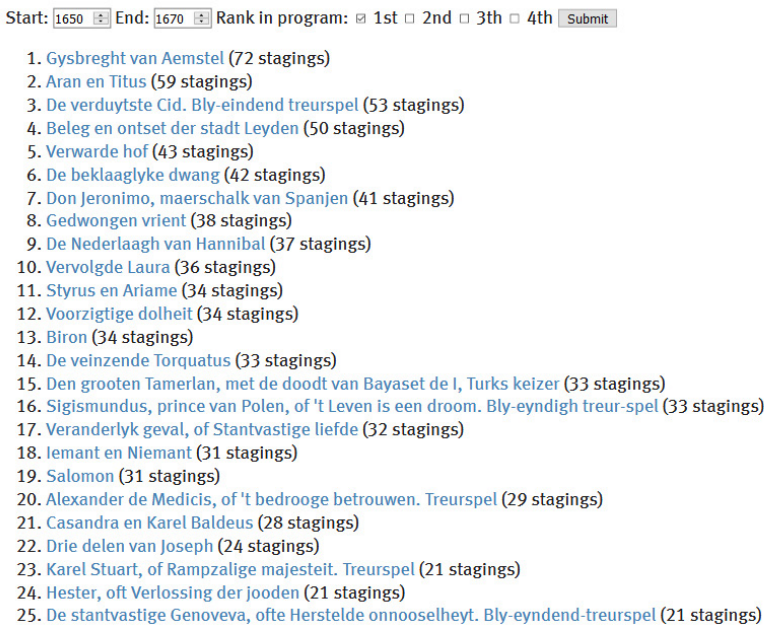 Start: 1650 End: 1670 Rank in program: 1st 2nd 3th 4th Submit
1. Gysbreght van Aemstel (72 stagings)
2. Aran en Titus (59 stagings)
3. De verduytste Cid. Bly-eindend treurspel (53 stagings)
4. Beleg en ontset der stadt Leyden (50 stagings)
5. Verwarde hof (43 stagings)
6. De beklaaglyke dwang (42 stagings)
7. Don Jeronimo, maerschalk van Spanjen (41 stagings)
8. Gedwongen vrient (38 stagings)
9. De Nederlaagh van Hannibal (37 stagings)
10. Vervolgde Laura (36 stagings)
11. Styrus en Ariame (34 stagings)
12. Voorzigtige dolheit (34 stagings)
13. Biron (34 stagings)
14. De veinzende Torquatus (33 stagings)
15. Den grooten Tamerlan, met de doodt van Bayaset de I, Turks keizer (33 stagings)
16. Sigismundus, prince van Polen, of 't Leven is een droom. Bly-eyndigh treur-spel (33 stagings)
17. Veranderlyk geval, of Stantvastige liefde (32 stagings)
18. Iemant en Niemant (31 stagings)
19. Salomon (31 stagings)
20. Alexander de Medicis, of 't bedrooge betrouwen. Treurspel (29 stagings)
21. Casandra en Karel Baldeus (28 stagings)
22. Drie delen van Joseph (24 stagings)
23. Karel Stuart, of Rampzalige majesteit. Treurspel (21 stagings)
24. Hester, oft Verlossing der jooden (21 stagings)
25. De stantvastige Genoveva, ofte Herstelde onnooselheyt. Bly-eyndend-treurspel (21 stagings)